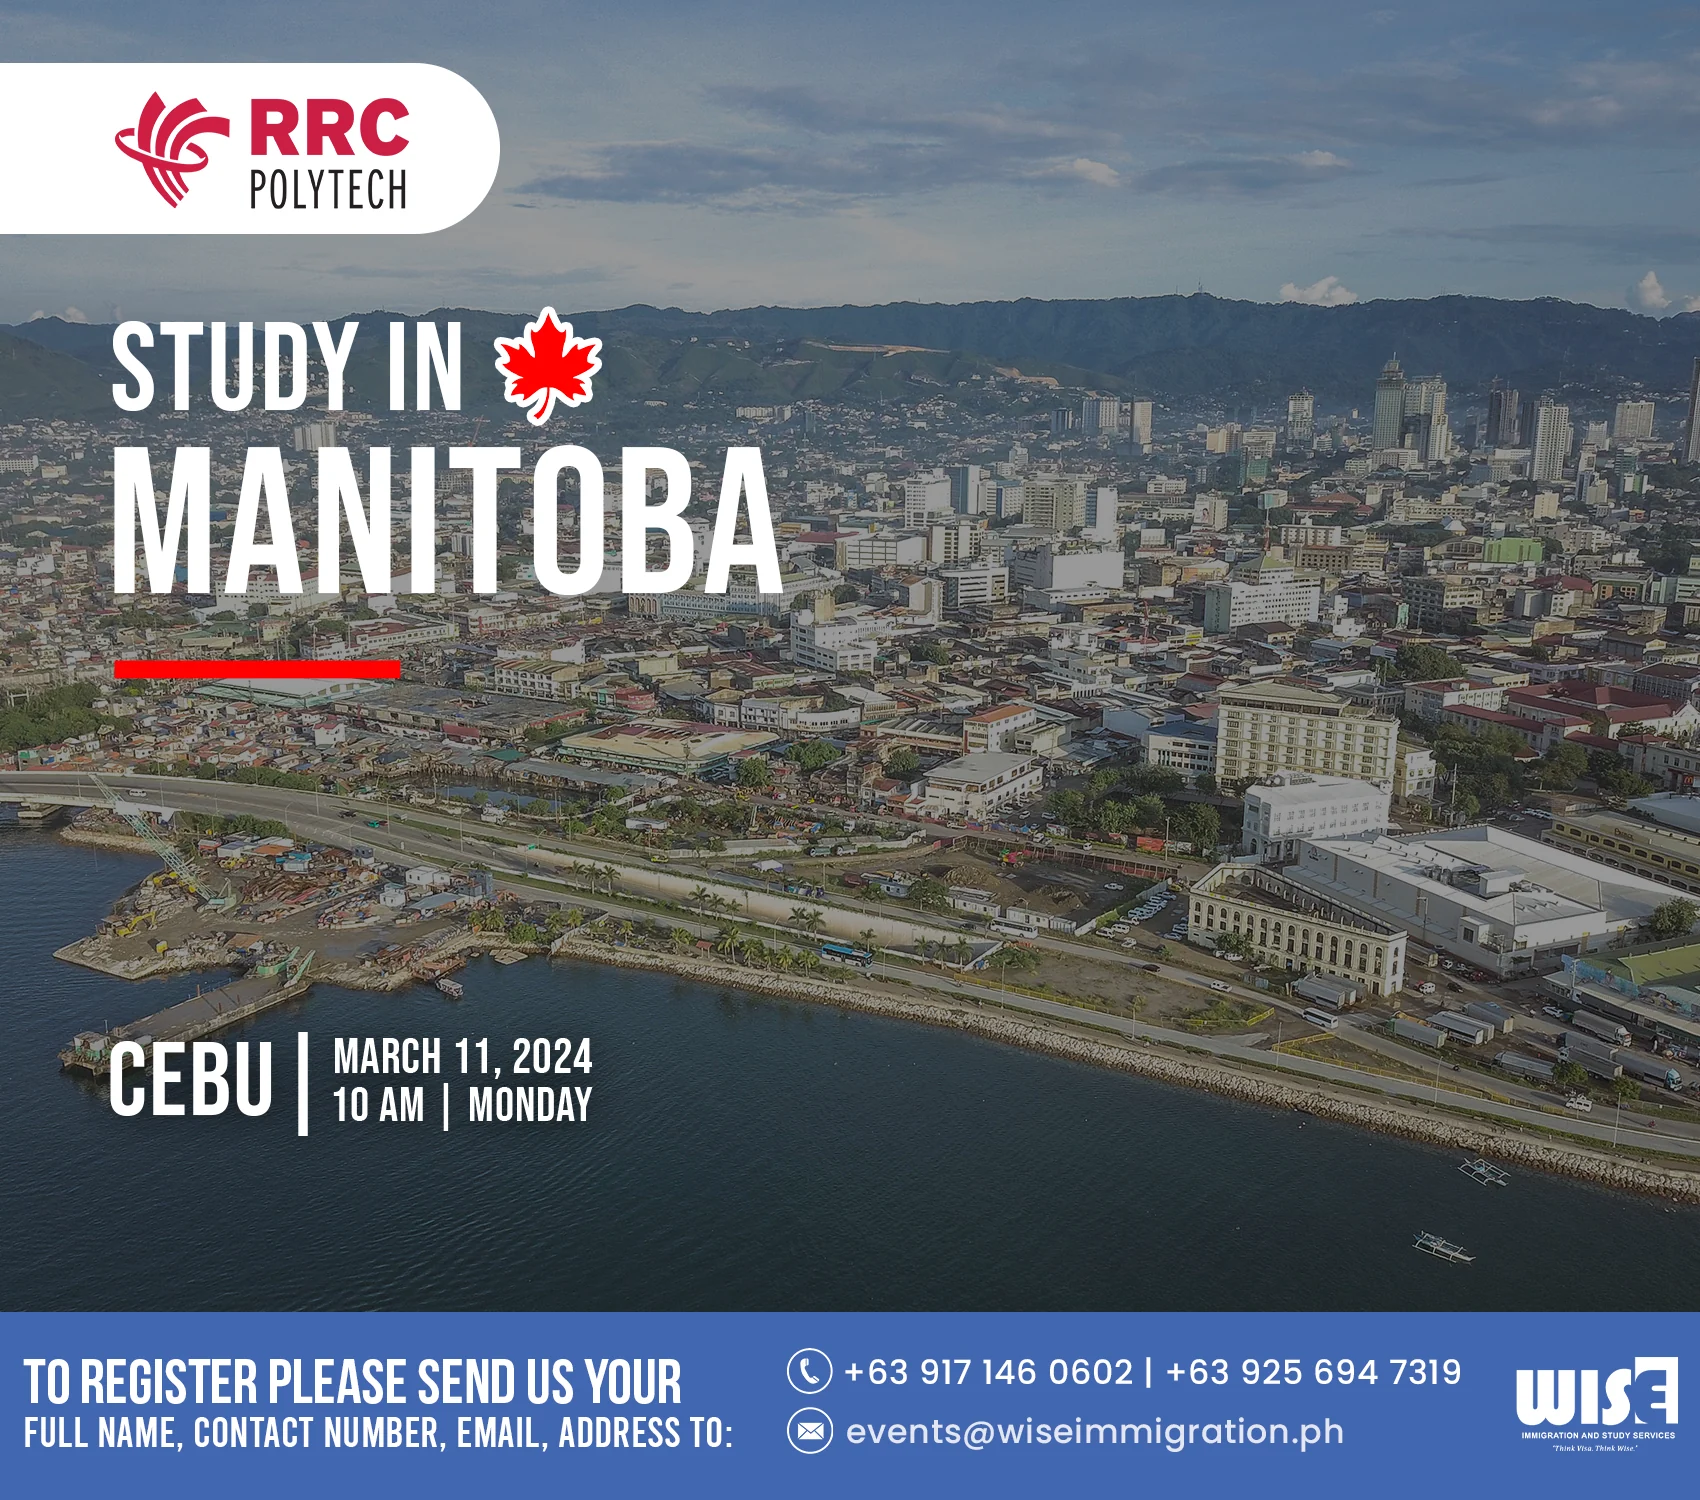 RRC
POLYTECH
STUDY IN
MANITOBA
CEBU
MARCH 11, 2024
10 AM | MONDAY
TO REGISTER PLEASE SEND US YOUR
FULL NAME, CONTACT NUMBER, EMAIL, ADDRESS TO:
+63 917 146 0602 | +63 925 694 7319
events@wiseimmigration.ph
WISE
IMMIGRATION AND STUDY SERVICES
"Think Visa. Think Wise."